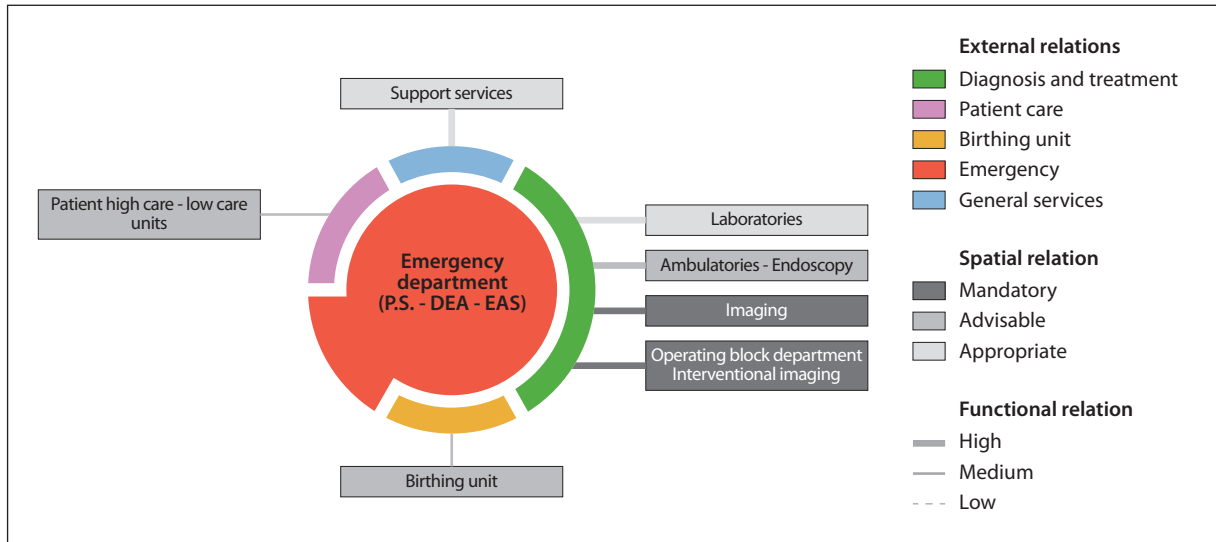 Support services
Patient high care - low care
units
Emergency
department
(P.S. - DEA - EAS)
Laboratories
Ambulatories - Endoscopy
Imaging
Operating block department
Interventional imaging
Birthing unit
External relations
Diagnosis and treatment
Patient care
Birthing unit
Emergency
General services
Spatial relation
Mandatory
Advisable
Appropriate
Functional relation
High
Medium
Low